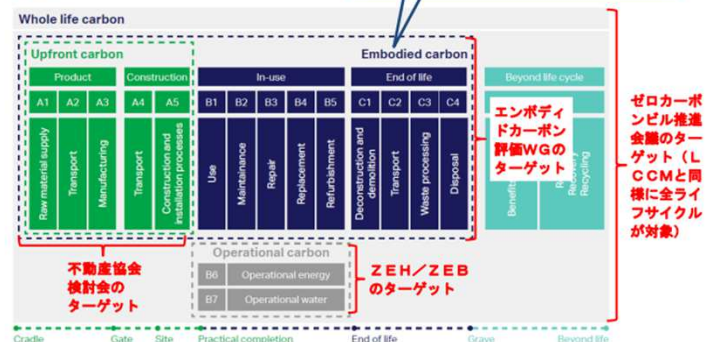 Whole life carbon
Upfront carbon
Embodied carbon
Product
Construction
In-use
End of life
Beyond life cycle
A1
A2
A3
A4
A5
B1
B2
B3
B4
B5
C1
C2
C3
C4
Raw material supply
Transport
Manufacturing
Transport
Construction and
installation processes
Use
Maintainance
Repair
Replacement
Refurbishment
Deconstruction and
demolition
Transport
Waste processing
Disposal
Benefits
Recovery
Recycling
エンボディ
ドカーボン
評価WGの
ターゲット
ゼロカーボ
ンビル推進
会議のター
ゲット(L
CCMと同
様に全ライ
フサイクル
が対象)
Operational carbon
B6
Operational energy
B7
Operational water
不動産協会
検討会の
ターゲット
ZEH/ZEB
のターゲット
Cradle
Gate
Site
Practical completion
End of life
Grave
Beyond life